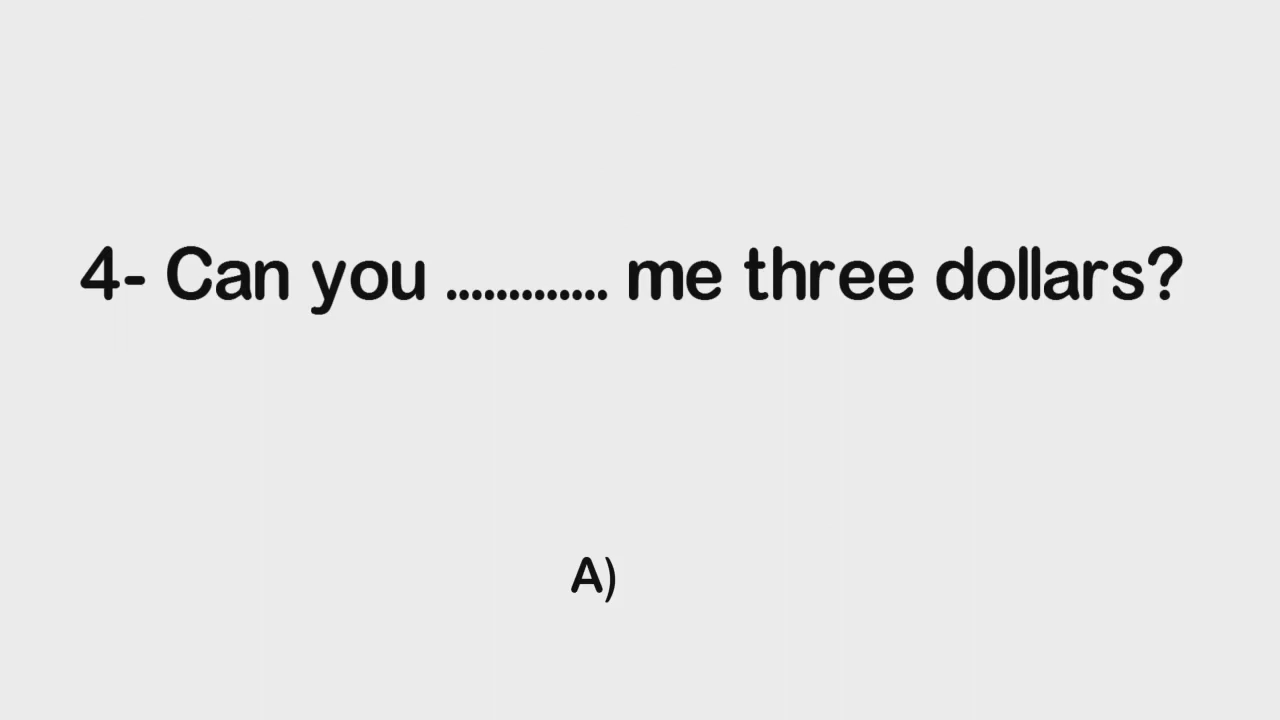 4- Can you ............. me three dollars?
A)